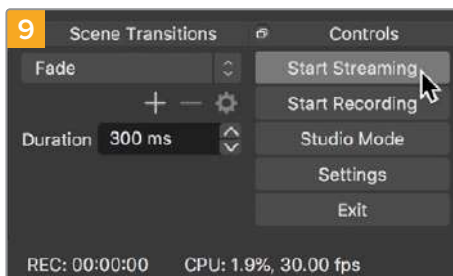 9
Scene Transitions
Controls
Fade
Start Streaming
Start Recording
Duration 300 ms
Studio Mode
Settings
Exit
REC: 00:00:00 CPU: 1.9%, 30.00 fps